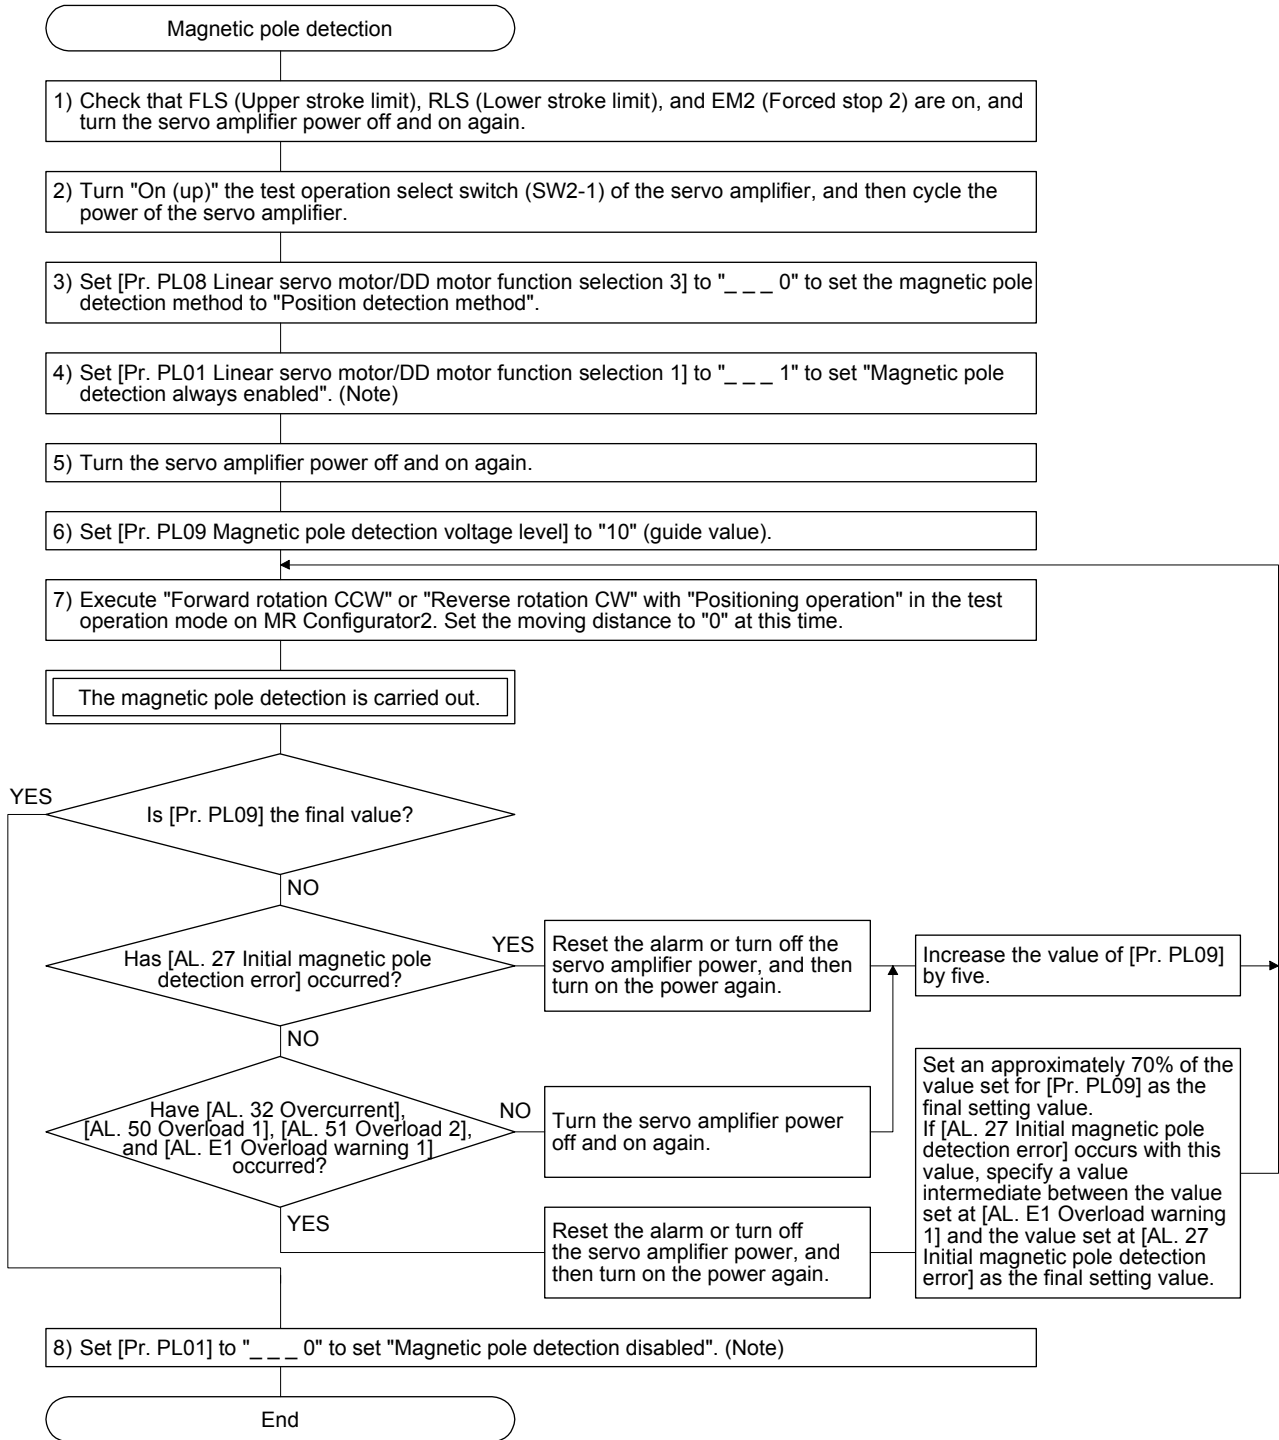 Magnetic pole detection
1) Check that FLS (Upper stroke limit), RLS (Lower stroke limit), and EM2 (Forced stop 2) are on, and
turn the servo amplifier power off and on again.
2) Turn "On (up)" the test operation select switch (SW2-1) of the servo amplifier, and then cycle the
power of the servo amplifier.
3) Set [Pr. PL08 Linear servo motor/DD motor function selection 3] to "_ _ _ 0" to set the magnetic pole
detection method to "Position detection method".
4) Set [Pr. PL01 Linear servo motor/DD motor function selection 1] to "_ _ _ 1" to set "Magnetic pole
detection always enabled". (Note)
5) Turn the servo amplifier power off and on again.
6) Set [Pr. PL09 Magnetic pole detection voltage level] to "10" (guide value).
7) Execute "Forward rotation CCW" or "Reverse rotation CW" with "Positioning operation" in the test
operation mode on MR Configurator2. Set the moving distance to "0" at this time.
The magnetic pole detection is carried out.
YES
Is [Pr. PL09] the final value?
NO
Has [AL. 27 Initial magnetic pole
detection error] occurred?
YES
Reset the alarm or turn off the
servo amplifier power, and then
turn on the power again.
Increase the value of [Pr. PL09]
by five.
NO
Have [AL. 32 Overcurrent],
[AL. 50 Overload 1], [AL. 51 Overload 2],
and [AL. E1 Overload warning 1]
occurred?
NO
Turn the servo amplifier power
off and on again.
YES
Reset the alarm or turn off
the servo amplifier power, and
then turn on the power again.
Set an approximately 70% of the
value set for [Pr. PL09] as the
final setting value.
If [AL. 27 Initial magnetic pole
detection error] occurs with this
value, specify a value
intermediate between the value
set at [AL. E1 Overload warning
1] and the value set at [AL. 27
Initial magnetic pole detection
error] as the final setting value.
8) Set [Pr. PL01] to "_ _ _ 0" to set "Magnetic pole detection disabled". (Note)
End